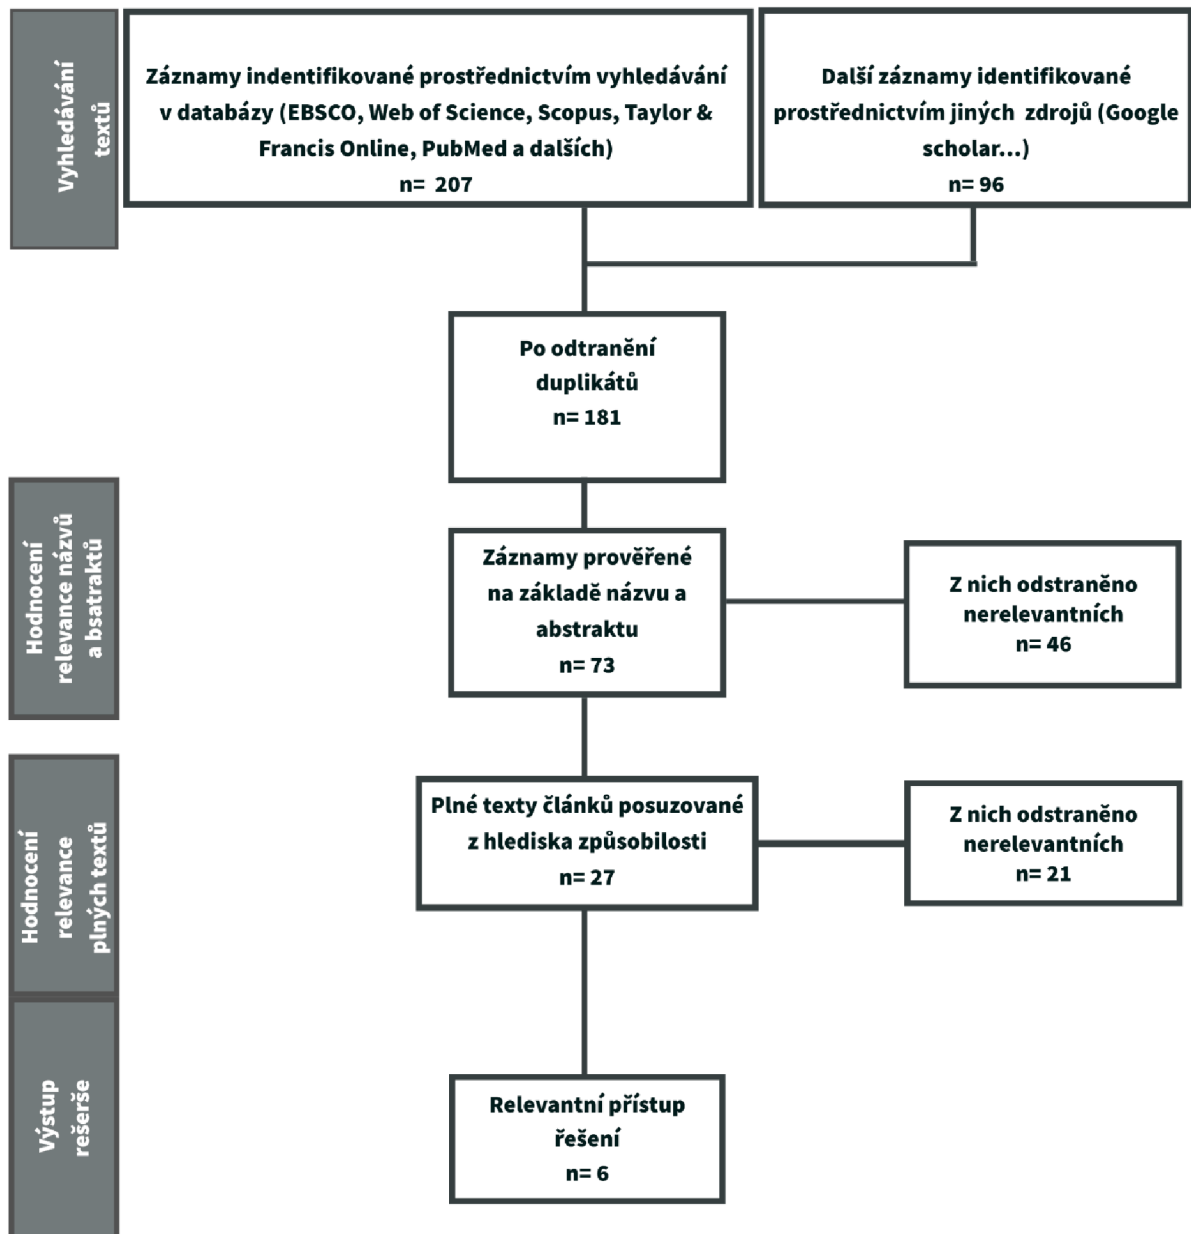 Vyhledávání
textů
Záznamy indentifikované prostřednictvím vyhledávání
v databázy (EBSCO, Web of Science, Scopus, Taylor &
Francis Online, PubMed a dalších)
n= 207
Další záznamy identifikované
prostřednictvím jiných zdrojů (Google
scholar...)
n= 96
Po odtranění
duplikátů
n= 181
Hodnocení
relevance názvů
a bsatraktů
Záznamy prověřené
na základě názvu a
abstraktu
n= 73
Z nich odstraněno
nerelevantních
n= 46
Hodnocení
relevance
plných textů
Plné texty článků posuzované
z hlediska způsobilosti
n= 27
Z nich odstraněno
nerelevantních
n= 21
Výstup
rešerše
Relevantní přístup
řešení
n= 6